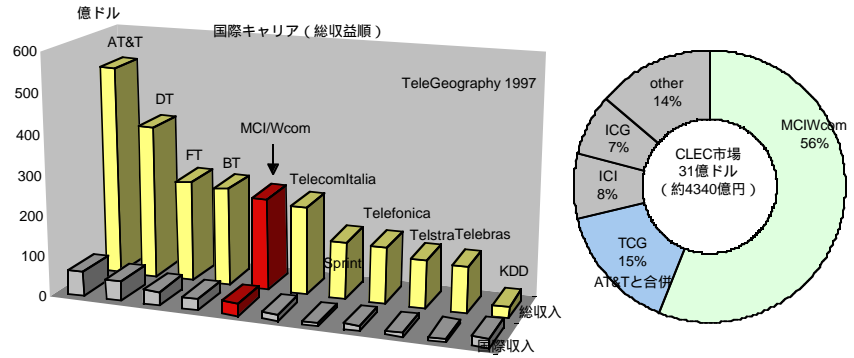 億ドル
国際キャリア（総収益順）
TeleGeography 1997
600
500
400
300
200
100
0
AT&T
DT
FT
BT
MCI/Wcom
TelecomItalia
Sprint
Telefonica
Telstra
Telebras
KDD
総収入
国際収入
CLEC市場
31億ドル
（約4340億円）
MCIWcom
56%
TCG
15%
AT&Tと合併
ICI
8%
ICG
7%
other
14%